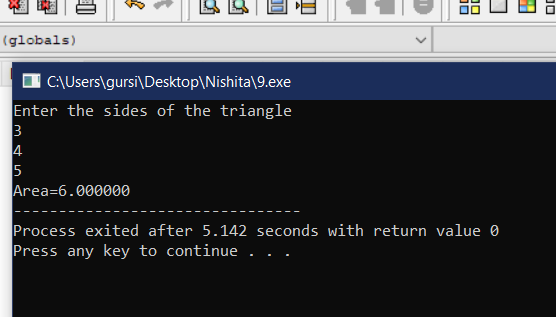 (globals)
C:\Users\gursi\Desktop\Nishita\9.exe
Enter the sides of the triangle
3
4
5
Area=6.000000
--------------------------------
Process exited after 5.142 seconds with return value 0
Press any key to continue . . .